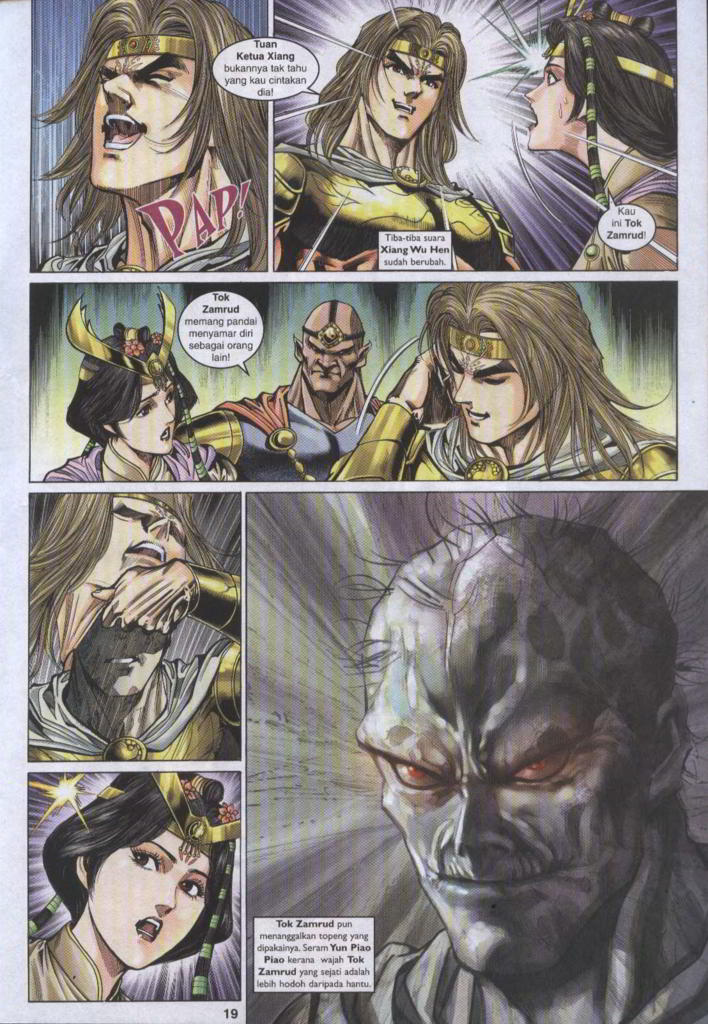 Tuan
Ketua Xiang
bukannya tak tahu
yang kau cintakan
dia!
PAP!
Tiba-tiba suara
Xiang Wu Hen
sudah berubah.
Kau
ini Tok
Zamrud!
Tok
Zamrud
memang pandai
menyamar diri
sebagai orang
lain!
Tok Zamrud pun
menanggalkan topeng yang
dipakainya. Seram Yun Piao
Piao kerana wajah Tok
Zamrud yang sejati adalah
lebih hodoh daripada hantu.
19